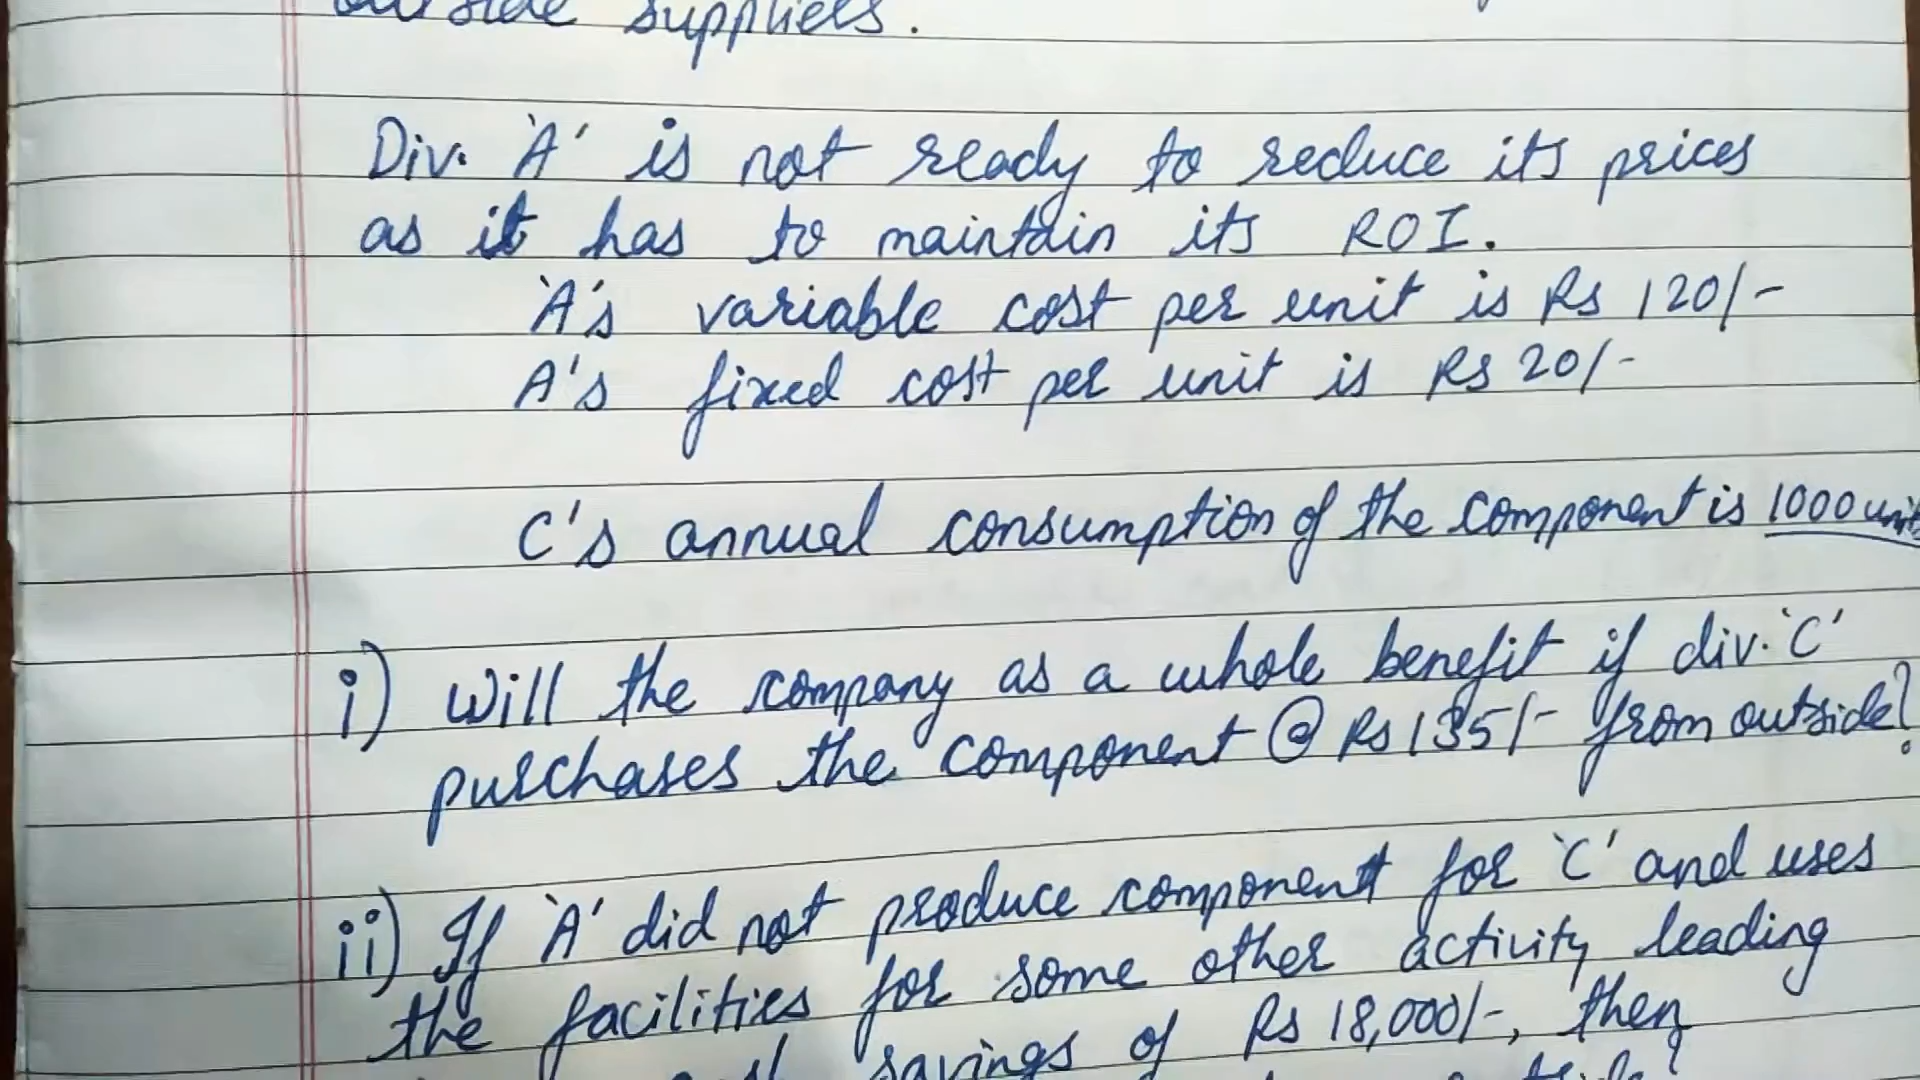 outside suppliers.
Div. 'A' is not ready to reduce its prices
as it has to maintain its ROI.
'A's variable cost per unit is Rs 120/-
A's fixed cost per unit is Rs 20/-
C's annual consumption of the component is 1000 units
i) Will the company as a whole benefit if div. 'C'
purchases the component @ Rs 135/- from outside?
ii) If 'A' did not produce component for 'C' and uses
the facilities for some other activity leading
savings of Rs 18,000/-, then